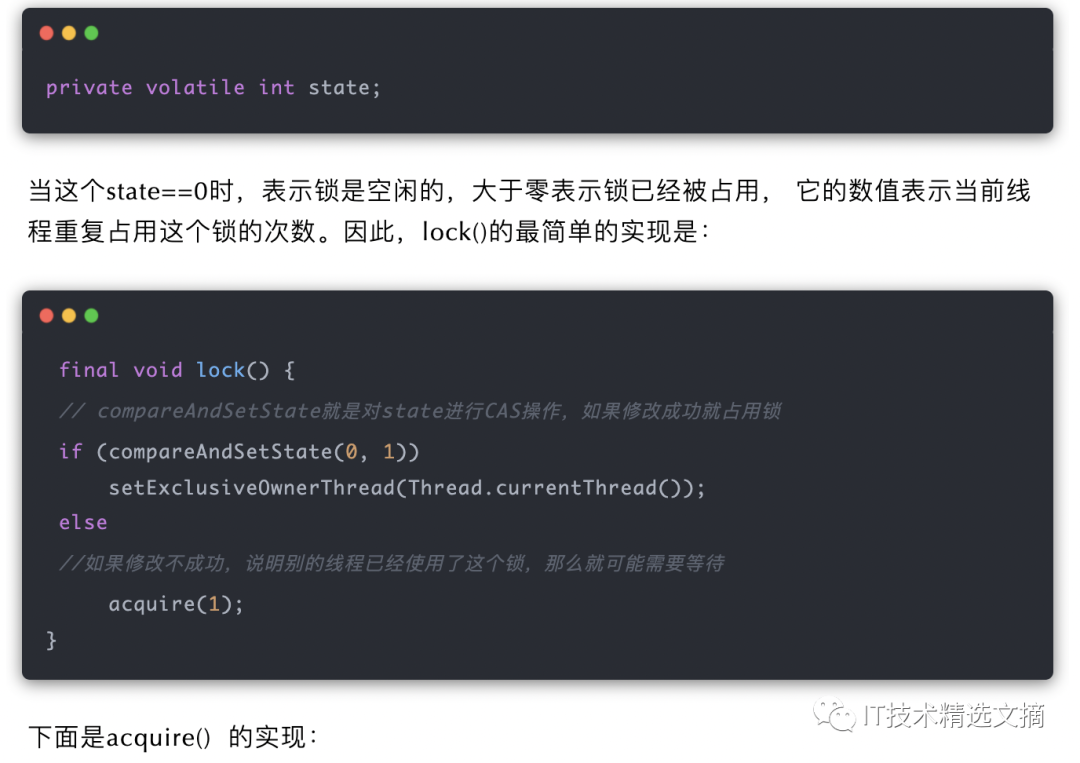 private volatile int state;
当这个state==0时，表示锁是空闲的，大于零表示锁已经被占用， 它的数值表示当前线
程重复占用这个锁的次数。因此，lock()的最简单的实现是：
final void lock() {
// compareAndSetState就是对state进行CAS操作，如果修改成功就占用锁
if (compareAndSetState(0, 1))
setExclusiveOwnerThread(Thread.currentThread());
else
//如果修改不成功，说明别的线程已经使用了这个锁，那么就可能需要等待
acquire(1);
}
IT技术精选文摘
下面是acquire() 的实现：